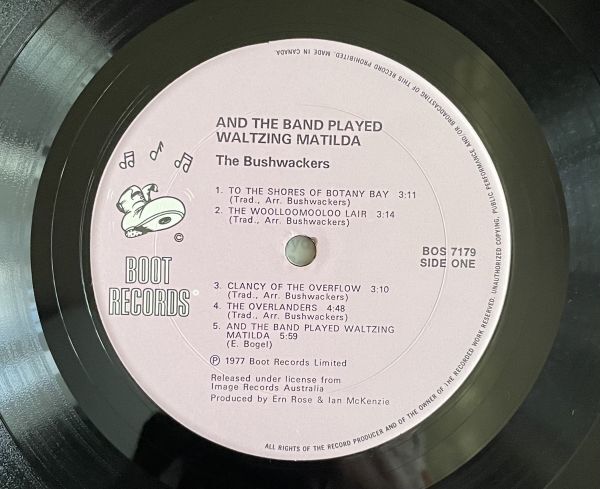 AND THE BAND PLAYED
WALTZING MATILDA
The Bushwackers
1. TO THE SHORES OF BOTANY BAY 3:11
(Trad., Arr. Bushwackers)
2. THE WOOLLOOMOOLOO LAIR 3:14
(Trad., Arr. Bushwackers)
©
BOOT
RECORDS
BOS 7179
SIDE ONE
3. CLANCY OF THE OVERFLOW 3:10
(Trad., Arr. Bushwackers)
4. THE OVERLANDERS 4:48
(Trad., Arr. Bushwackers)
5. AND THE BAND PLAYED WALTZING
MATILDA 5:59
(E. Bogel)
Ⓟ 1977 Boot Records Limited
Released under license from
Image Records Australia
Produced by Ern Rose & Ian McKenzie
ALL RIGHTS OF THE RECORD PRODUCER AND OF THE OWNER OF THE RECORDED WORK RESERVED. UNAUTHORIZED COPYING, PUBLIC PERFORMANCE AND/OR BROADCASTING OF THIS RECORD PROHIBITED. MADE IN CANADA